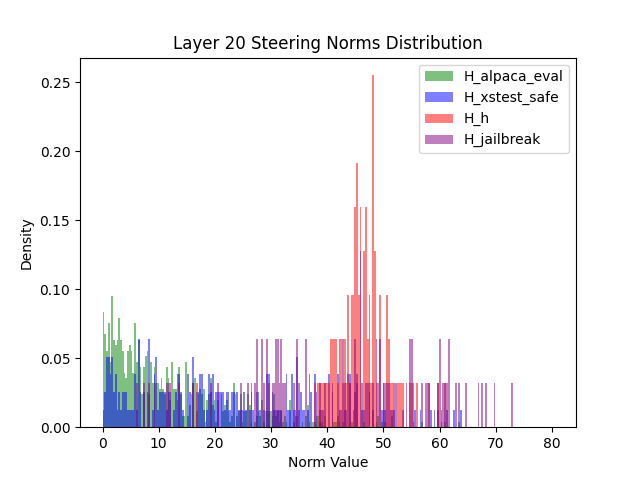 Layer 20 Steering Norms Distribution
H_alpaca_eval
H_xstest_safe
H_h
H_jailbreak
Density
0.25
0.20
0.15
0.10
0.05
0.00
0 10 20 30 40 50 60 70 80
Norm Value